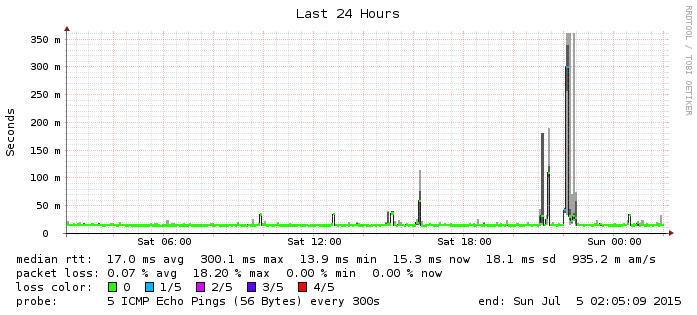 Last 24 Hours
RRDTOOL / TOBI OETIKER
Seconds
350 m
300 m
250 m
200 m
150 m
100 m
50 m
0
Sat 06:00 Sat 12:00 Sat 18:00 Sun 00:00
median rtt: 17.0 ms avg 300.1 ms max 13.9 ms min 15.3 ms now 18.1 ms sd 935.2 m am/s
packet loss: 0.07 % avg 18.20 % max 0.00 % min 0.00 % now
loss color: 0 1/5 2/5 3/5 4/5
probe: 5 ICMP Echo Pings (56 Bytes) every 300s end: Sun Jul 5 02:05:09 2015